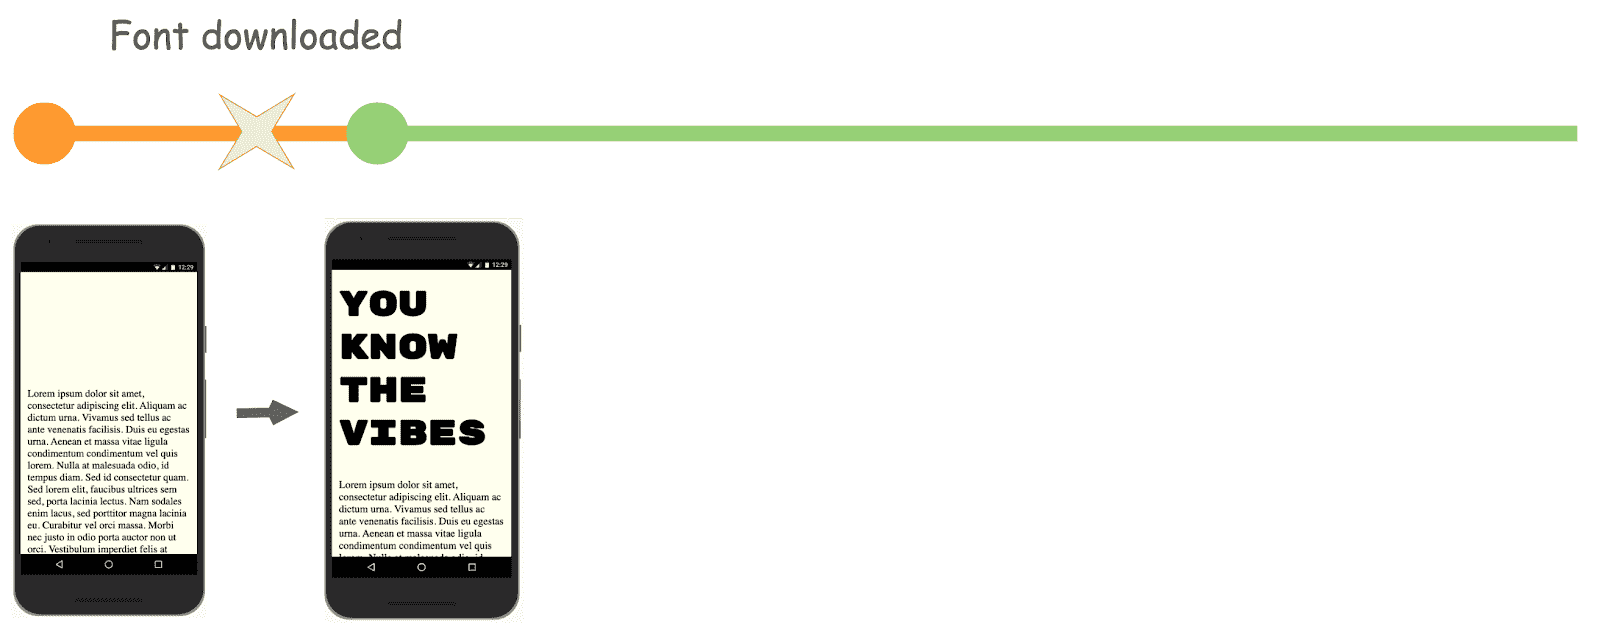 Font downloaded
12:29
Lorem ipsum dolor sit amet,
consectetur adipiscing elit. Aliquam ac
dictum urna. Vivamus sed tellus ac
ante venenatis facilisis. Duis eu egestas
urna. Aenean et massa vitae ligula
condimentum condimentum vel quis
lorem. Nulla at malesuada odio, id
tempus diam. Sed id consectetur quam.
Sed lorem elit, faucibus ultrices sem
sed, porta lacinia lectus. Nam sodales
enim lacus, sed porttitor magna lacinia
eu. Curabitur vel orci massa. Morbi
nec justo in odio porta auctor non ut
orci. Vestibulum imperdiet felis at
12:29
YOU
KNOW
THE
VIBES
Lorem ipsum dolor sit amet,
consectetur adipiscing elit. Aliquam ac
dictum urna. Vivamus sed tellus ac
ante venenatis facilisis. Duis eu egestas
urna. Aenean et massa vitae ligula
condimentum condimentum vel quis